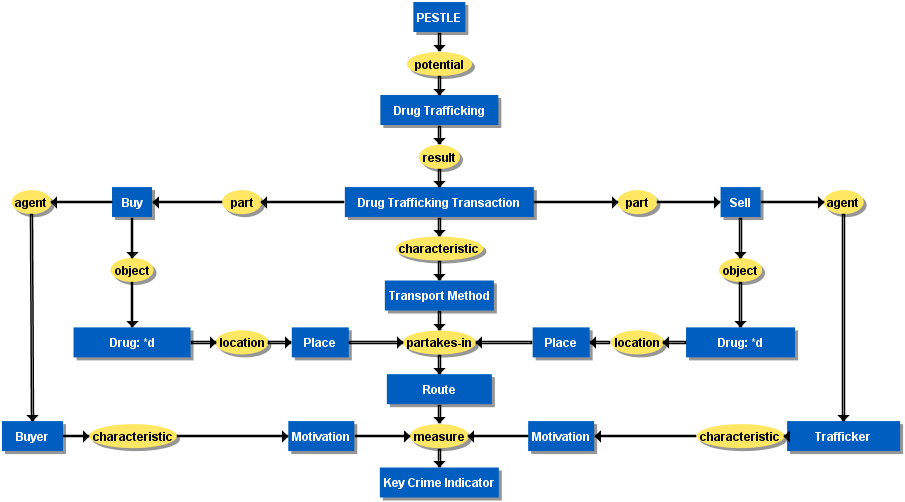 PESTLE
potential
Drug Trafficking
result
agent Buy part Drug Trafficking Transaction part Sell agent
characteristic
object object
Transport Method
Drug: *d location Place partakes-in Place location Drug: *d
Route
Buyer characteristic Motivation measure Motivation characteristic Trafficker
Key Crime Indicator